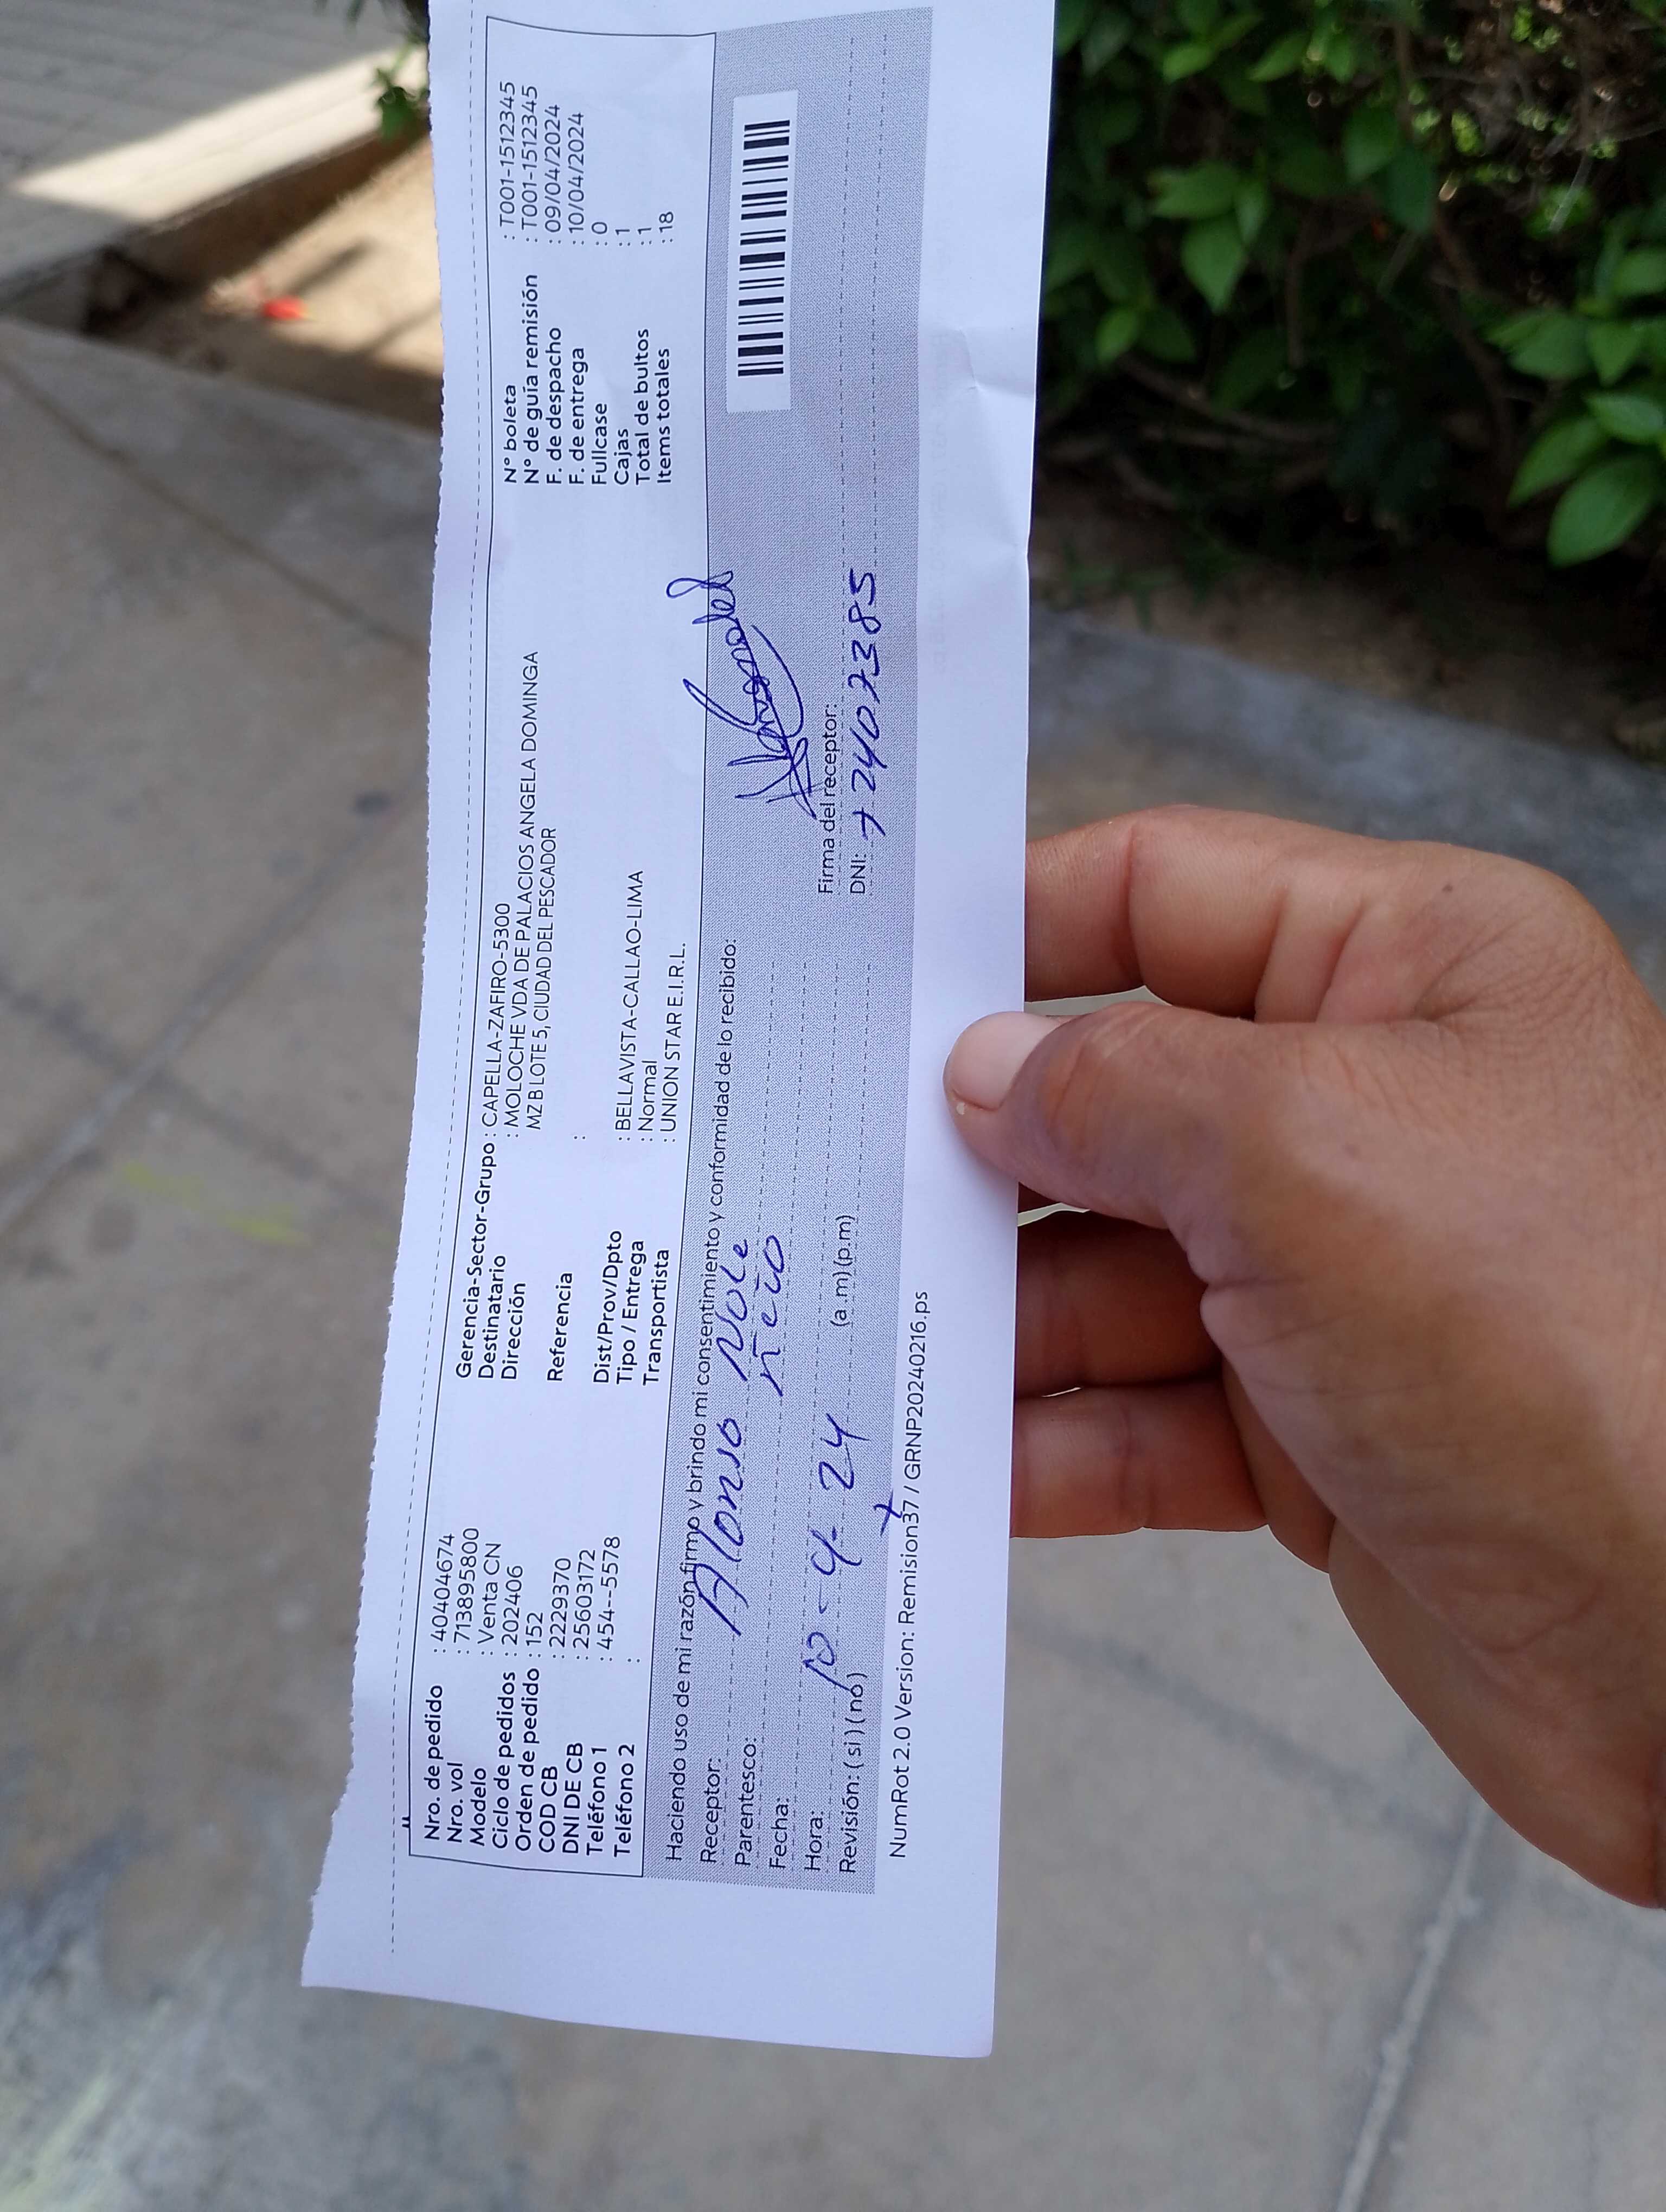 Nro. de pedido : 40404674
Nro. vol : 713895800
Modelo : Venta CN
Ciclo de pedidos : 202406
Orden de pedido : 152
COD CB : 2229370
DNI DE CB : 25603172
Teléfono 1 : 454--5578
Teléfono 2 :
Gerencia-Sector-Grupo : CAPELLA-ZAFIRO-5300
Destinatario : MOLOCHE VDA DE PALACIOS ANGELA DOMINGA
Dirección MZ B LOTE 5, CIUDAD DEL PESCADOR
Referencia :
Dist/Prov/Dpto : BELLAVISTA-CALLAO-LIMA
Tipo / Entrega : Normal
Transportista : UNION STAR E.I.R.L.
N° boleta : T001-1512345
N° de guía remisión : T001-1512345
F. de despacho : 09/04/2024
F. de entrega : 10/04/2024
Fullcase : 0
Cajas : 1
Total de bultos : 1
Items totales : 18
Haciendo uso de mi razón firmo y brindo mi consentimiento y conformidad de lo recibido:
Receptor: Alonso Nole
Parentesco:
Fecha: 10-4-24
Hora: (a.m) (p.m)
Revisión: (si) (no)
Firma del receptor:
DNI: 72407385
NumRot 2.0 Version: Remision37 / GRNP20240216.ps